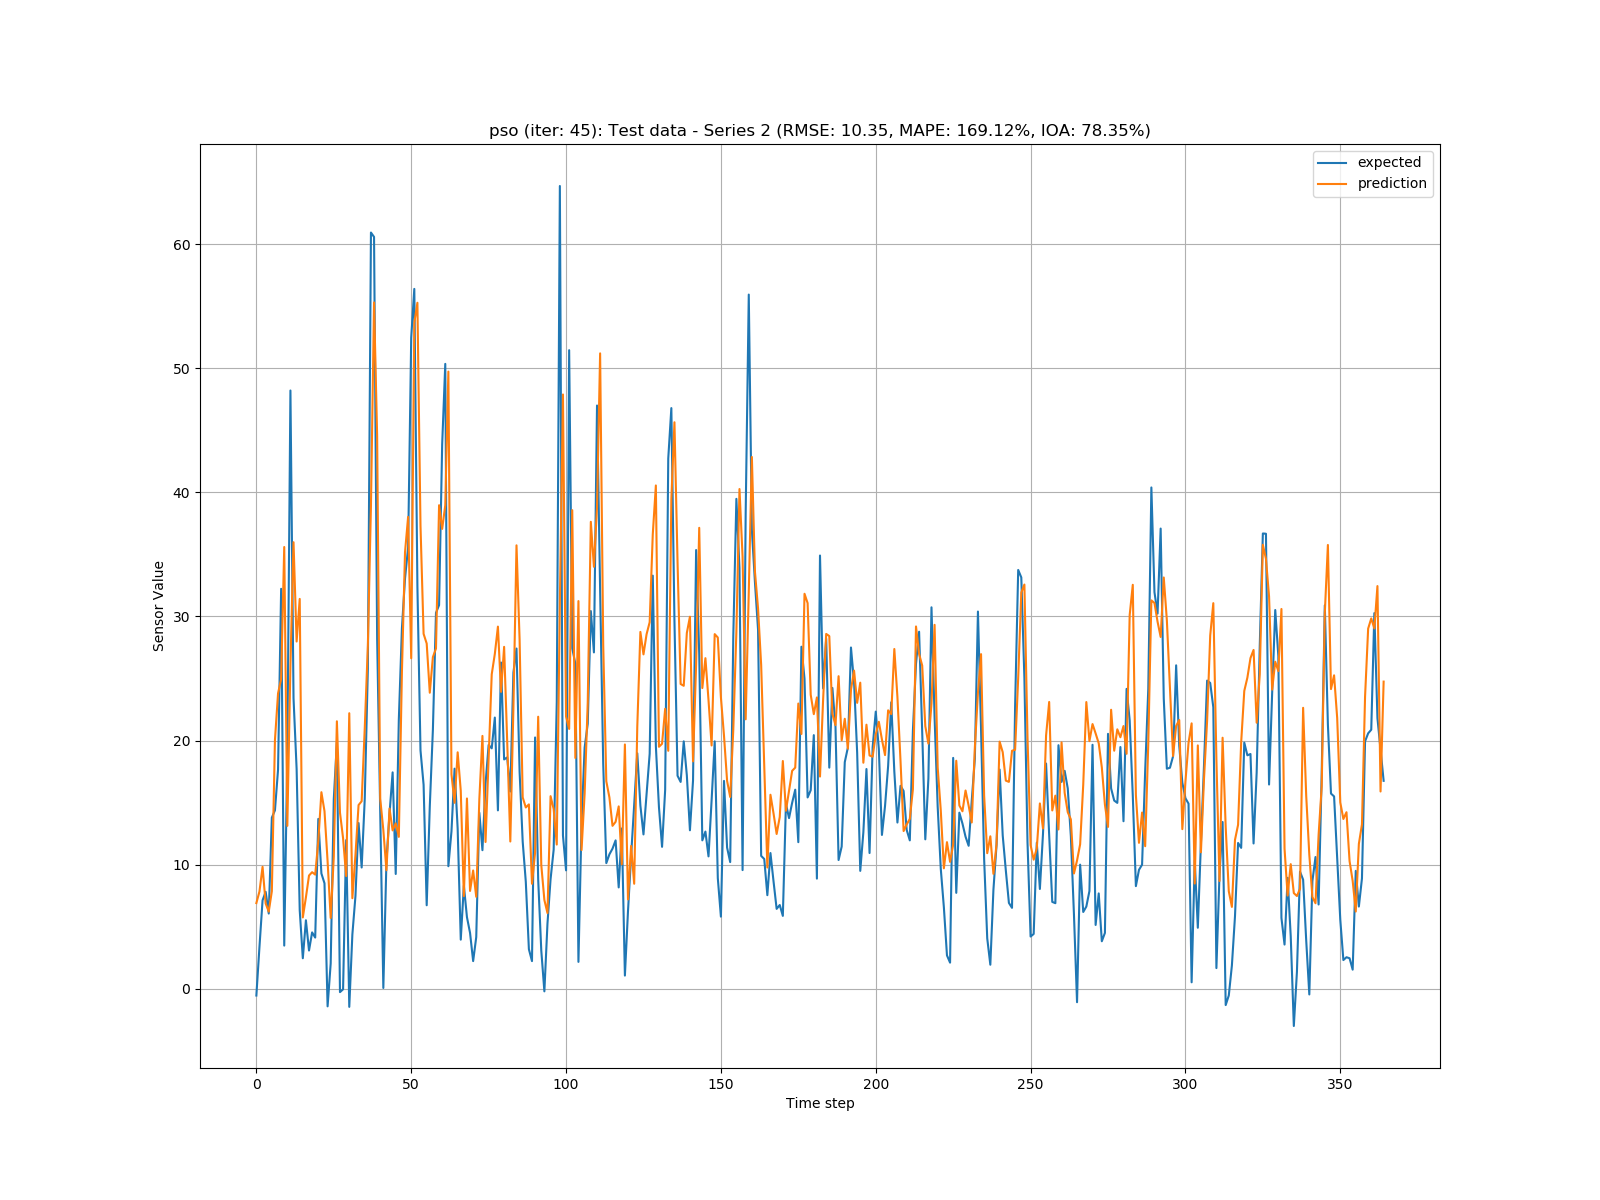 pso (iter: 45): Test data - Series 2 (RMSE: 10.35, MAPE: 169.12%, IOA: 78.35%)
expected
prediction
60
50
40
30
20
10
0
Sensor Value
0 50 100 150 200 250 300 350
Time step